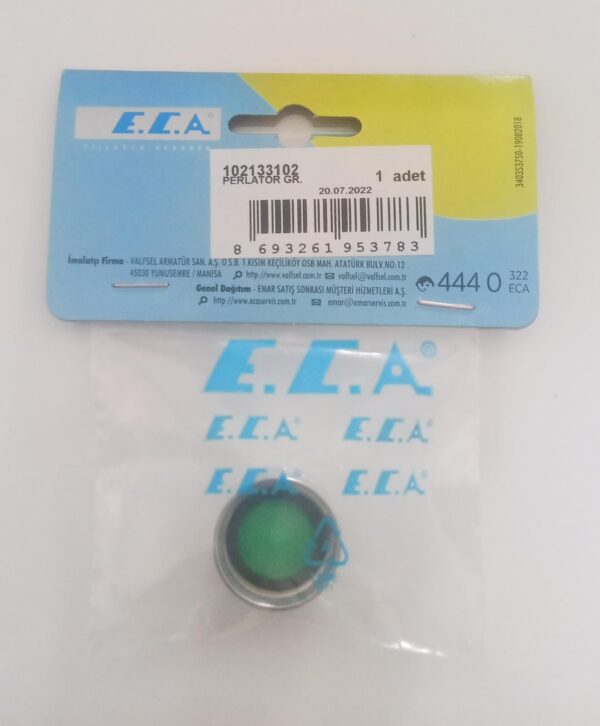 E.C.A®
102133102
PERLATÖR GR.
1 adet
20.07.2022
8 693261 953783
340353750-19082018
İmalatçı Firma - VALFSEL ARMATÜR SAN. A.Ş. O.S.B. 1.KISIM KEÇİLİKÖY OSB MAH. ATATÜRK BULV.NO:12
45030 YUNUSEMRE / MANİSA http://www.valfsel.com.tr valfsel@valfsel.com.tr
Genel Dağıtım - EMAR SATIŞ SONRASI MÜŞTERİ HİZMETLERİ A.Ş.
http://www.ecaservis.com.tr emar@emarservis.com.tr
444 0 322
ECA
E.C.A®
E.C.A® E.C.A®
E.C.A® E.C.A®